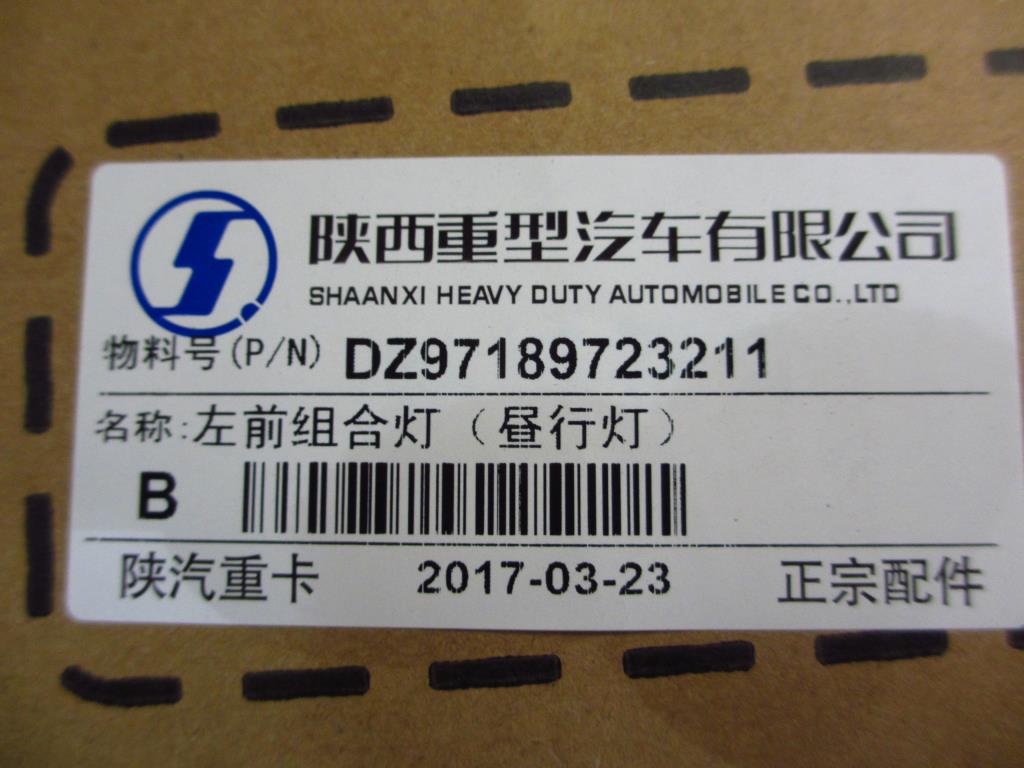 陕西重型汽车有限公司
SHAANXI HEAVY DUTY AUTOMOBILE CO.,LTD
物料号(P/N) DZ97189723211
名称:左前组合灯（昼行灯）
B
陕汽重卡 2017-03-23 正宗配件